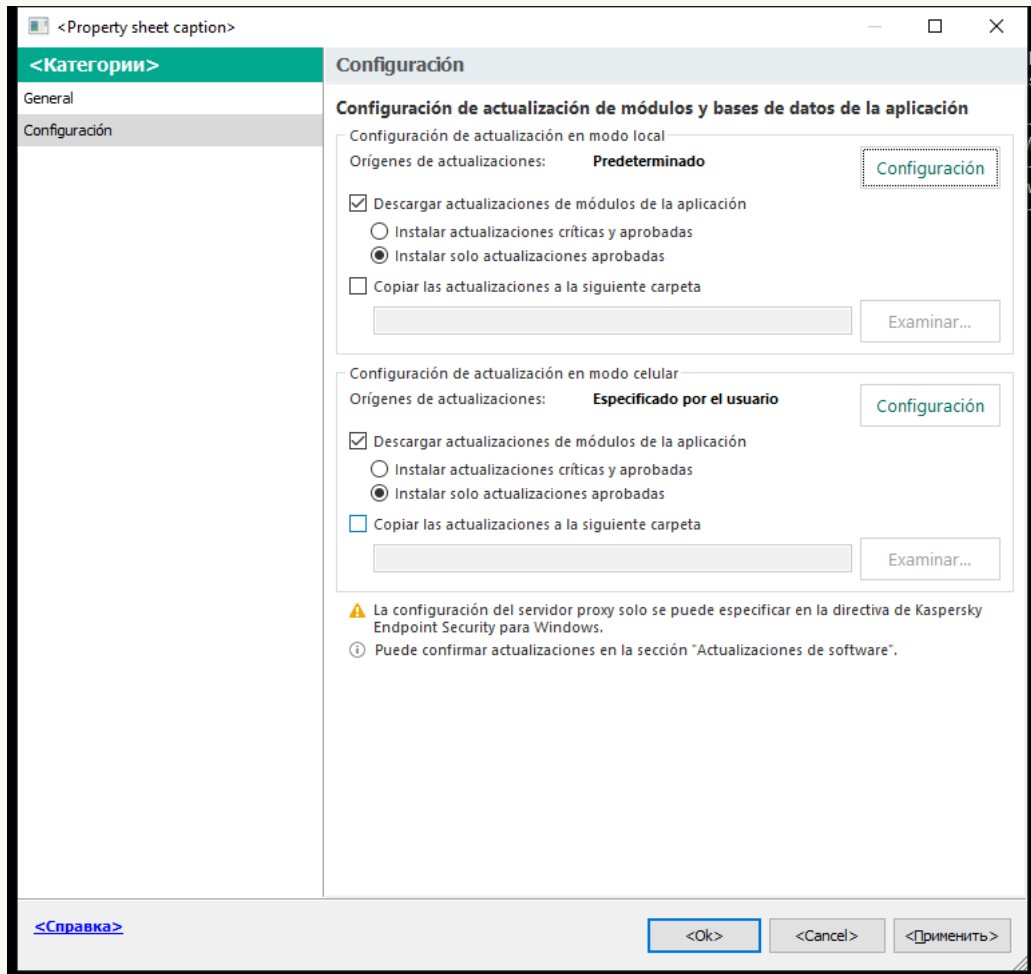 <Property sheet caption>
<Категории>
General
Configuración
Configuración
Configuración de actualización de módulos y bases de datos de la aplicación
Configuración de actualización en modo local
Orígenes de actualizaciones: Predeterminado
Configuración
Descargar actualizaciones de módulos de la aplicación
Instalar actualizaciones críticas y aprobadas
Instalar solo actualizaciones aprobadas
Copiar las actualizaciones a la siguiente carpeta
Examinar...
Configuración de actualización en modo celular
Orígenes de actualizaciones: Especificado por el usuario
Configuración
Descargar actualizaciones de módulos de la aplicación
Instalar actualizaciones críticas y aprobadas
Instalar solo actualizaciones aprobadas
Copiar las actualizaciones a la siguiente carpeta
Examinar...
La configuración del servidor proxy solo se puede especificar en la directiva de Kaspersky
Endpoint Security para Windows.
Puede confirmar actualizaciones en la sección "Actualizaciones de software".
<Справка>
<Ok> <Cancel> <Применить>